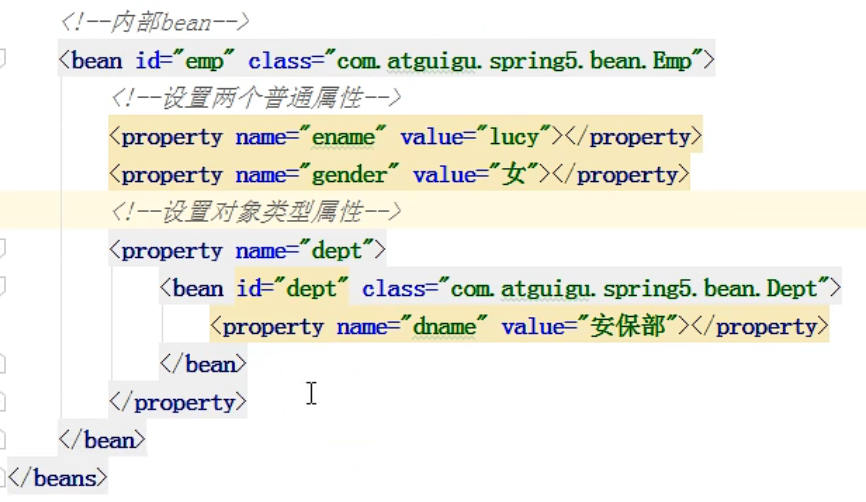 <!--内部bean-->
<bean id="emp" class="com.atguigu.spring5.bean.Emp">
<!--设置两个普通属性-->
<property name="ename" value="lucy"></property>
<property name="gender" value="女"></property>
<!--设置对象类型属性-->
<property name="dept">
<bean id="dept" class="com.atguigu.spring5.bean.Dept">
<property name="dname" value="安保部"></property>
</bean>
</property>
</bean>
</beans>